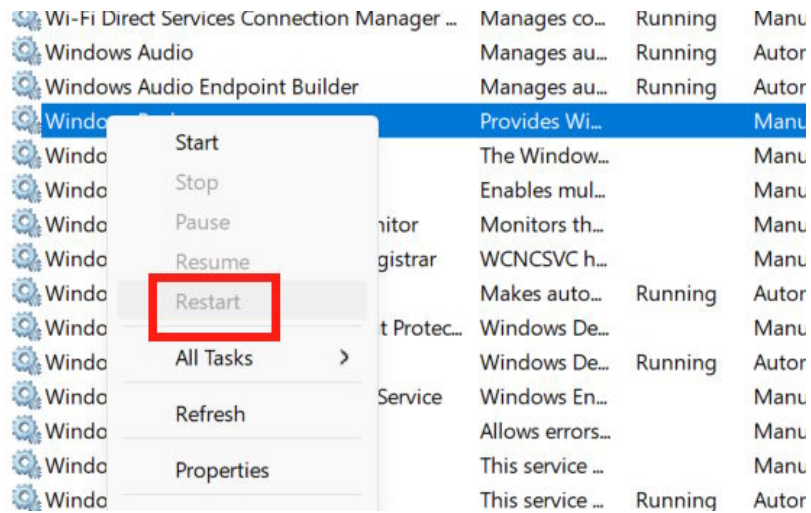 Wi-Fi Direct Services Connection Manager ... Manages co... Running Manu
Windows Audio Manages au... Running Autor
Windows Audio Endpoint Builder Manages au... Running Autor
Windo Provides Wi... Manu
Start
Windo The Window... Manu
Stop
Windo Enables mul... Manu
Pause
Windo nitor Monitors th... Manu
Resume
Windo gistrar WCNCSVC h... Manu
Restart
Windo Makes auto... Running Autor
Windo t Protec... Windows De... Manu
All Tasks
Windo Windows De... Running Autor
Windo Service Windows En... Manu
Refresh
Windo Allows errors... Manu
Windo This service ... Manu
Properties
Windo This service ... Running Autor